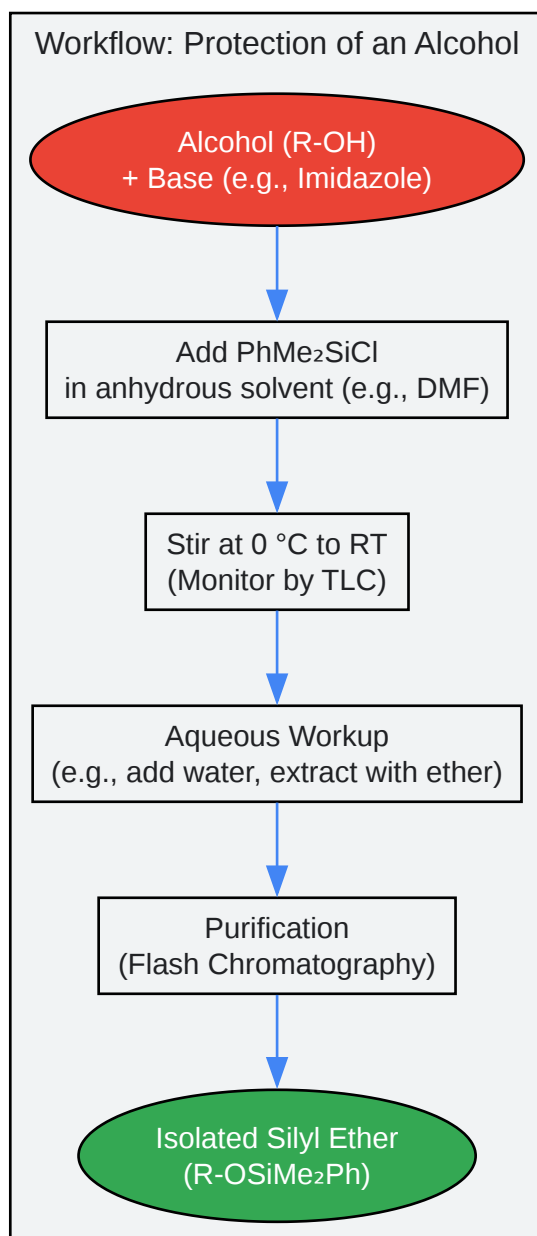 Workflow: Protection of an Alcohol
Alcohol (R-OH)
+ Base (e.g., Imidazole)
Add PhMe₂SiCl
in anhydrous solvent (e.g., DMF)
Stir at 0 °C to RT
(Monitor by TLC)
Aqueous Workup
(e.g., add water, extract with ether)
Purification
(Flash Chromatography)
Isolated Silyl Ether
(R-OSiMe₂Ph)